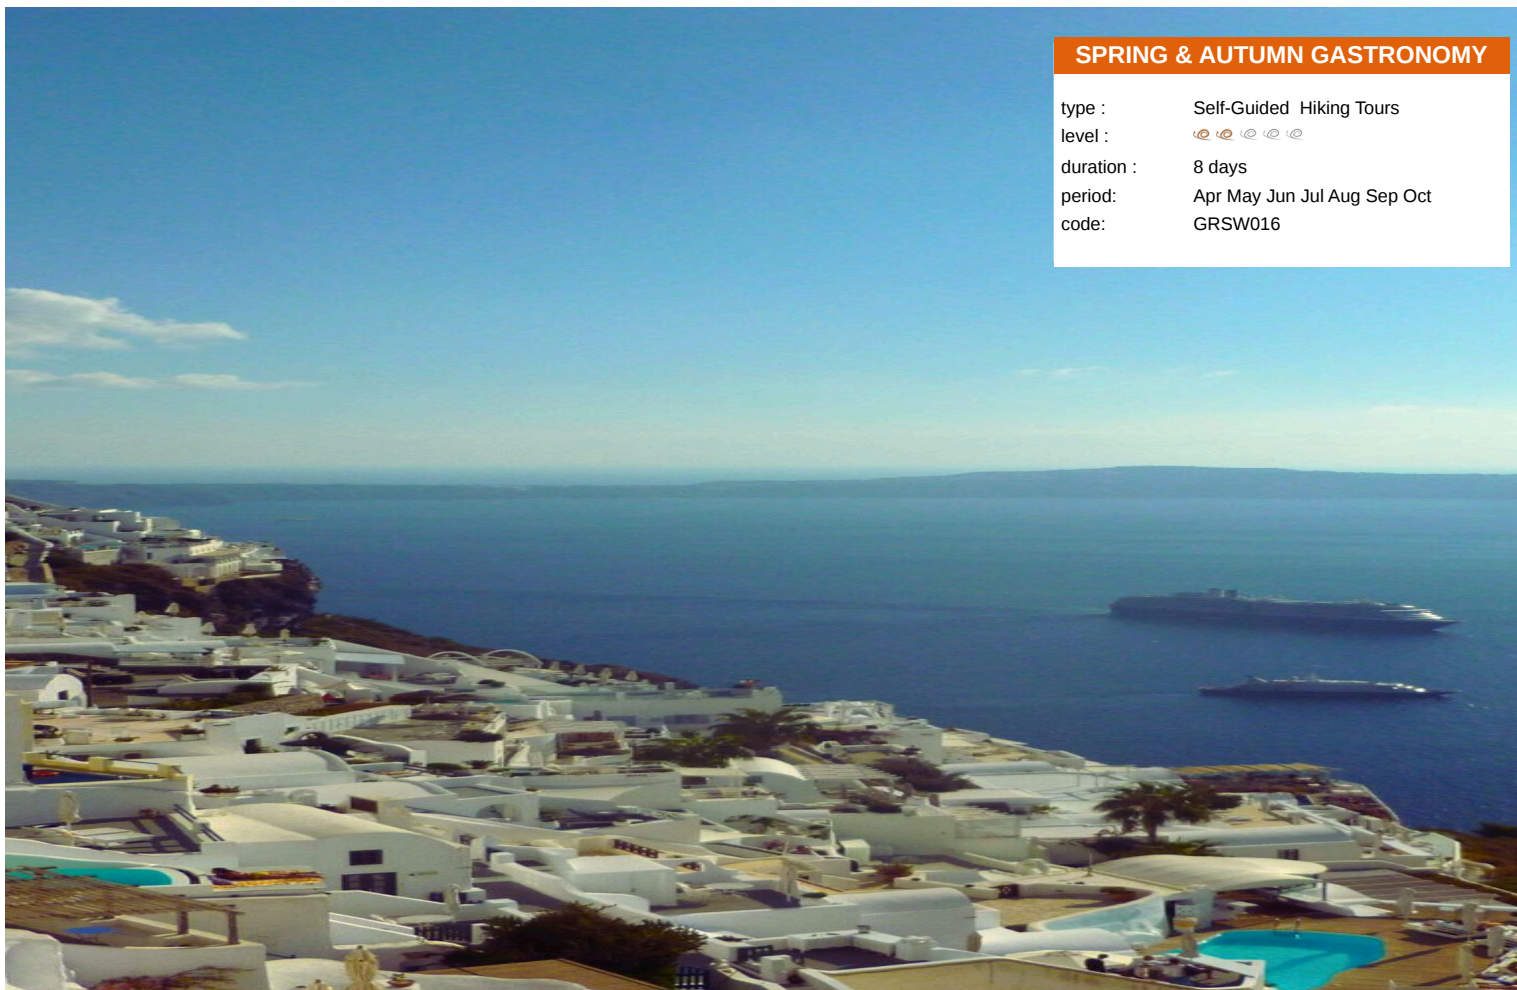 SPRING & AUTUMN GASTRONOMY
type : Self-Guided Hiking Tours
level :
duration : 8 days
period: Apr May Jun Jul Aug Sep Oct
code: GRSW016